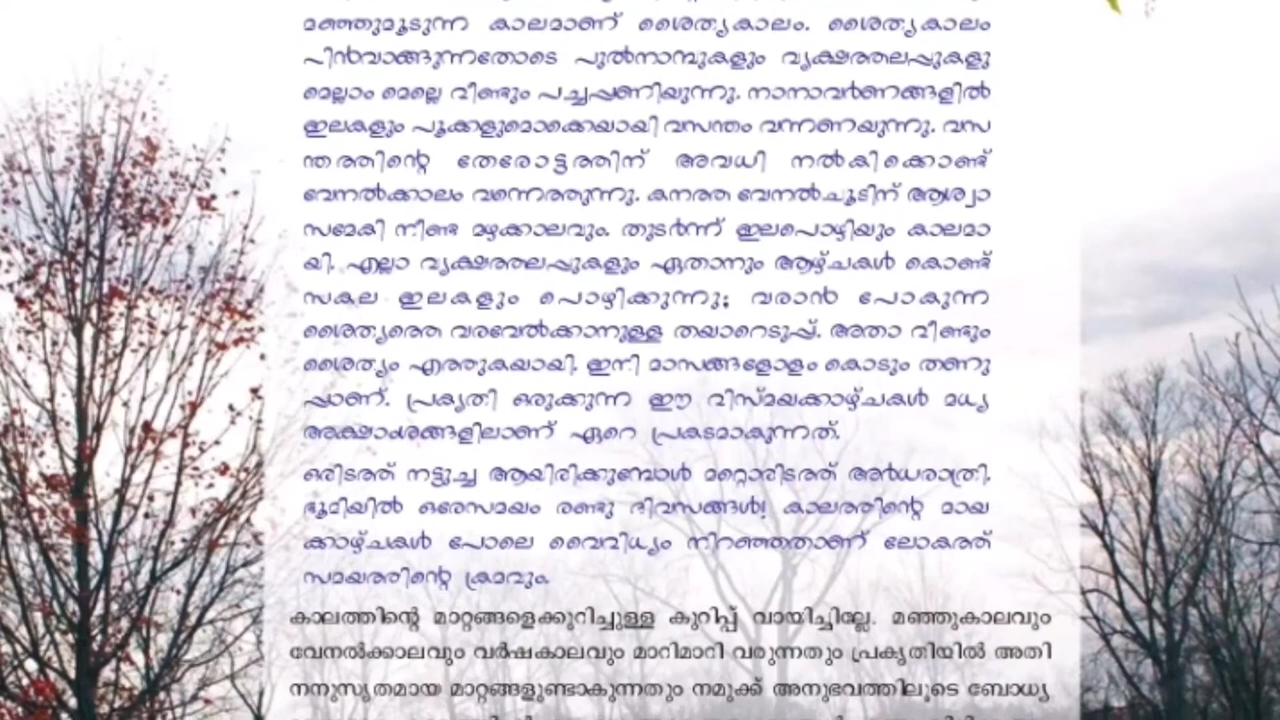 മഞ്ഞുമൂടുന്ന കാലമാണ് ശൈത്യകാലം. ശൈത്യകാലം
പിൻവാങ്ങുന്നതോടെ പുൽനാമ്പുകളും വൃക്ഷത്തലപ്പുകളു
മെല്ലാം മെല്ലെ വീണ്ടും പച്ചപ്പണിയുന്നു. നാനാവർണങ്ങളിൽ
ഇലകളും പൂക്കളുമൊക്കെയായി വസന്തം വന്നണയുന്നു. വസ
ന്തത്തിന്റെ തേരോട്ടത്തിന് അവധി നൽകിക്കൊണ്ട്
വേനൽക്കാലം വന്നെത്തുന്നു. കനത്ത വേനൽചൂടിന് ആശ്വാ
സമേകി നീണ്ട മഴക്കാലവും. തുടർന്ന് ഇലപൊഴിയും കാലമാ
യി. എല്ലാ വൃക്ഷത്തലപ്പുകളും ഏതാനും ആഴ്ചകൾ കൊണ്ട്
സകല ഇലകളും പൊഴിക്കുന്നു; വരാൻ പോകുന്ന
ശൈത്യത്തെ വരവേൽക്കാനുള്ള തയാറെടുപ്പ്. അതാ വീണ്ടും
ശൈത്യം എത്തുകയായി. ഇനി മാസങ്ങളോളം കൊടും തണു
പ്പാണ്. പ്രകൃതി ഒരുക്കുന്ന ഈ വിസ്മയക്കാഴ്ചകൾ മധ്യ
അക്ഷാംശങ്ങളിലാണ് ഏറെ പ്രകടമാകുന്നത്.
ഒരിടത്ത് നട്ടുച്ച ആയിരിക്കുമ്പോൾ മറ്റൊരിടത്ത് അർധരാത്രി.
ഭൂമിയിൽ ഒരേസമയം രണ്ടു ദിവസങ്ങൾ! കാലത്തിന്റെ മായ
ക്കാഴ്ചകൾ പോലെ വൈവിധ്യം നിറഞ്ഞതാണ് ലോകത്ത്
സമയത്തിന്റെ ക്രമവും.
കാലത്തിന്റെ മാറ്റങ്ങളെക്കുറിച്ചുള്ള കുറിപ്പ് വായിച്ചില്ലേ. മഞ്ഞുകാലവും
വേനൽക്കാലവും വർഷകാലവും മാറിമാറി വരുന്നതും പ്രകൃതിയിൽ അതി
നനുസൃതമായ മാറ്റങ്ങളുണ്ടാകുന്നതും നമുക്ക് അനുഭവത്തിലൂടെ ബോധ്യ